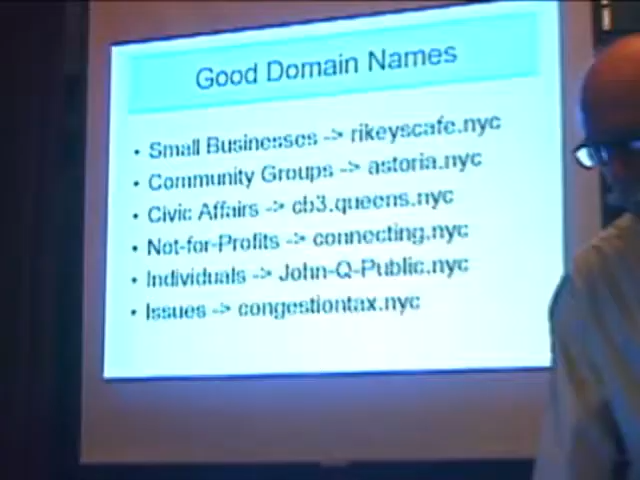 Good Domain Names
• Small Businesses -> rikeyscafe.nyc
• Community Groups -> astoria.nyc
• Civic Affairs -> cb3.queens.nyc
• Not-for-Profits -> connecting.nyc
• Individuals -> John-Q-Public.nyc
• Issues -> congestiontax.nyc